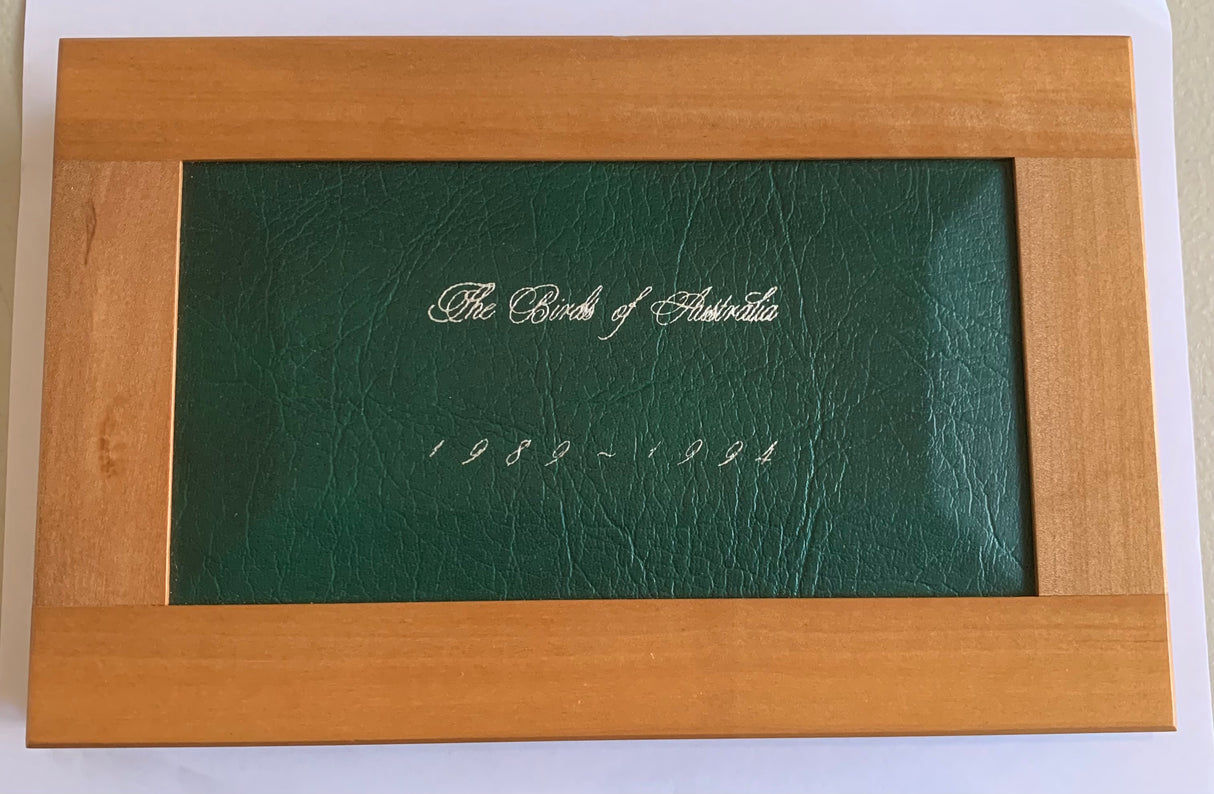 The Birds of Australia
1989 ~ 1994